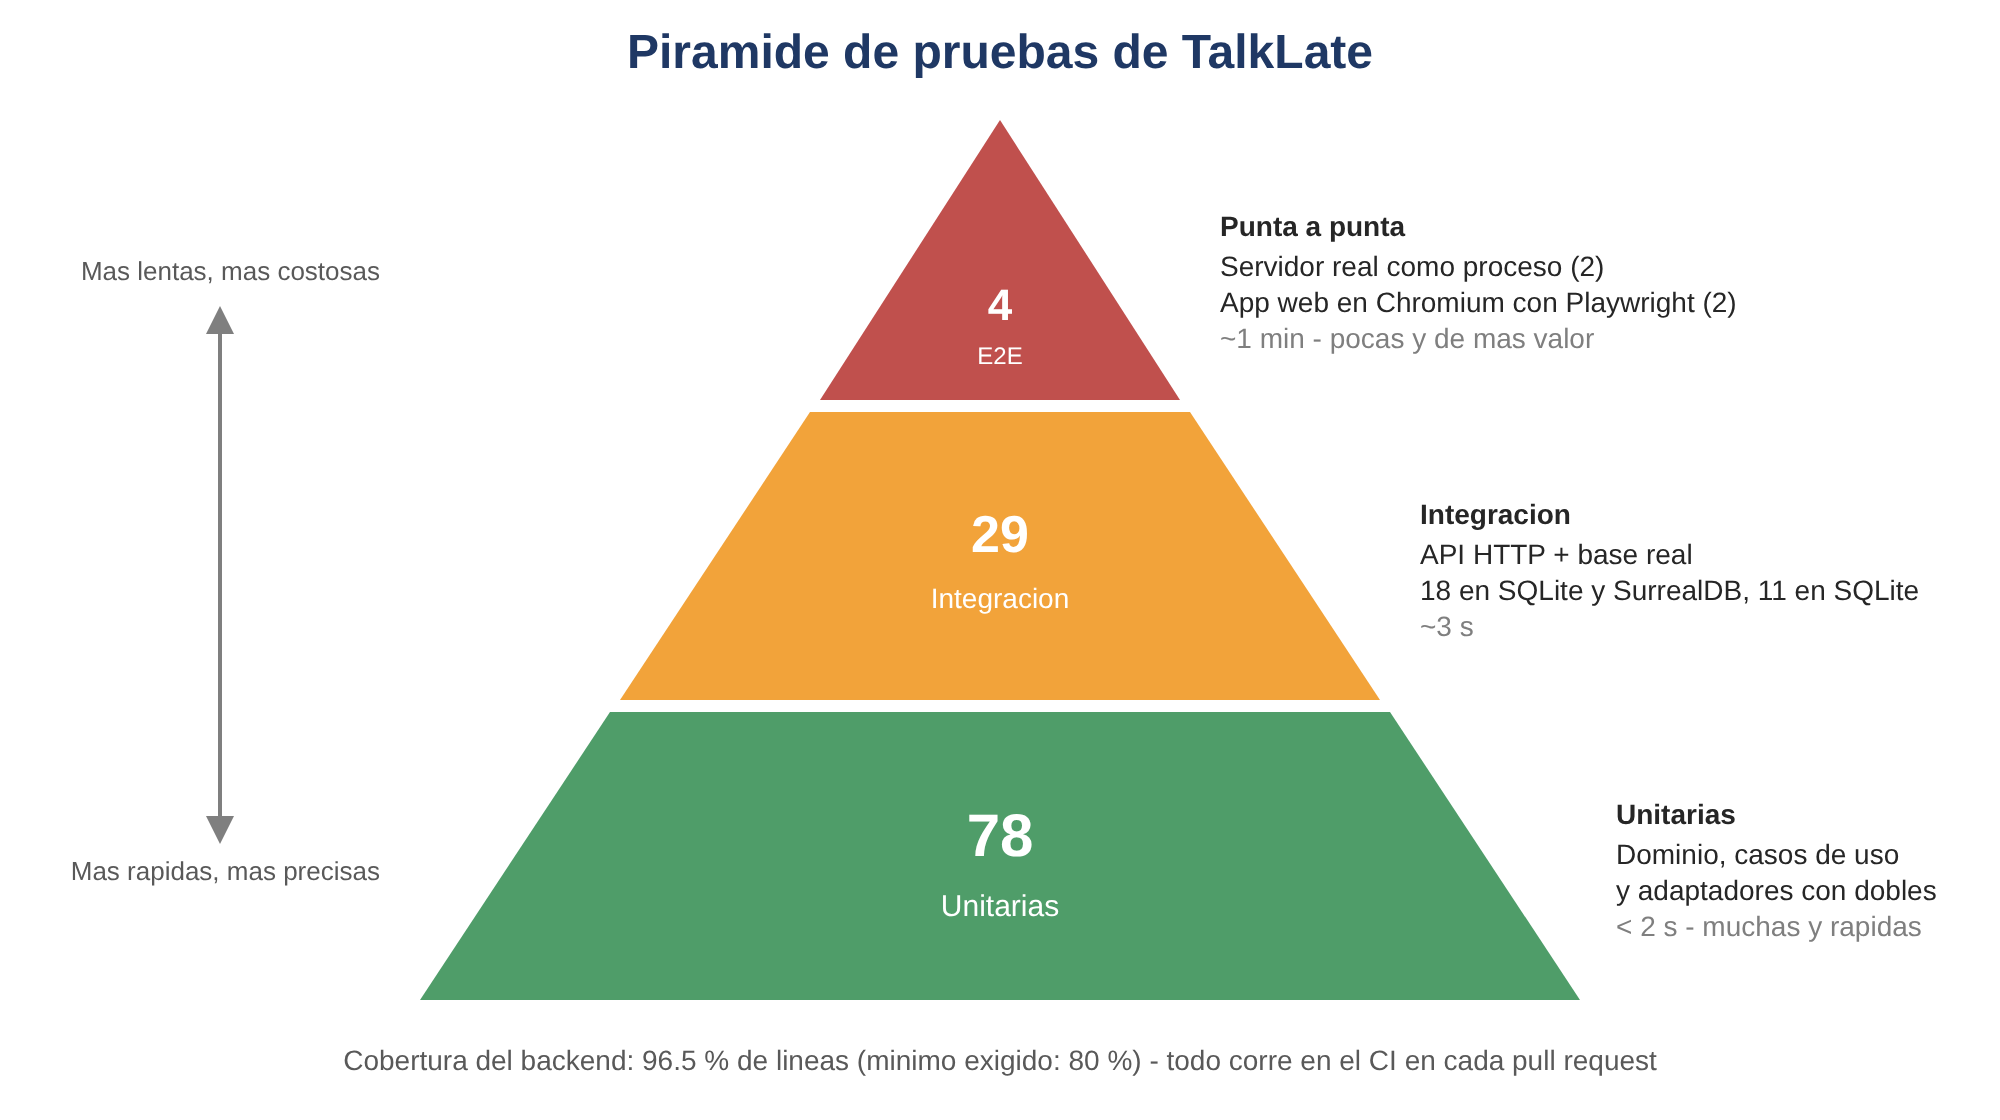 Piramide de pruebas de TalkLate
Mas lentas, mas costosas
Mas rapidas, mas precisas
4
E2E
Punta a punta
Servidor real como proceso (2)
App web en Chromium con Playwright (2)
~1 min - pocas y de mas valor
29
Integracion
Integracion
API HTTP + base real
18 en SQLite y SurrealDB, 11 en SQLite
~3 s
78
Unitarias
Unitarias
Dominio, casos de uso
y adaptadores con dobles
< 2 s - muchas y rapidas
Cobertura del backend: 96.5 % de lineas (minimo exigido: 80 %) - todo corre en el CI en cada pull request